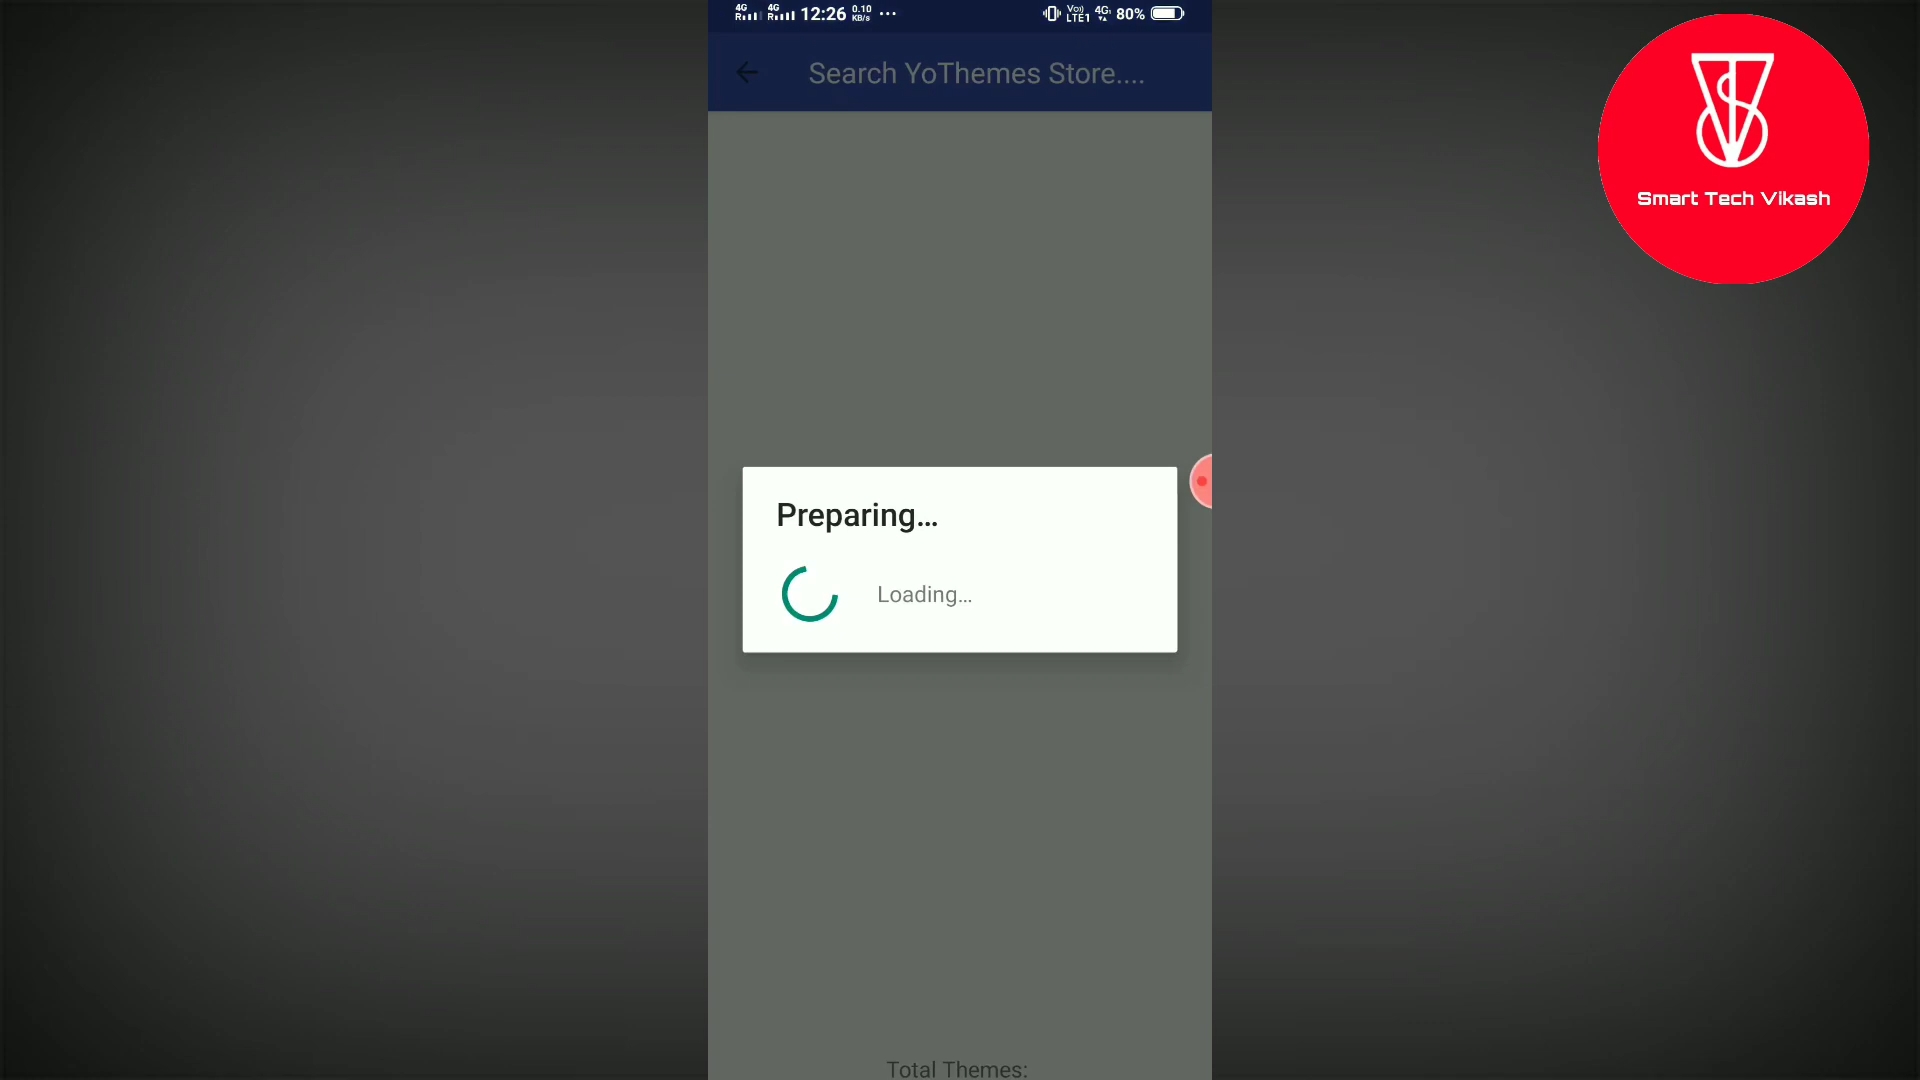 4G R 4G R 12:26 0.10 KB/s ... Vo)) LTE1 4G 80%
Search YoThemes Store....
Smart Tech Vikash
Preparing...
Loading...
Total Themes: